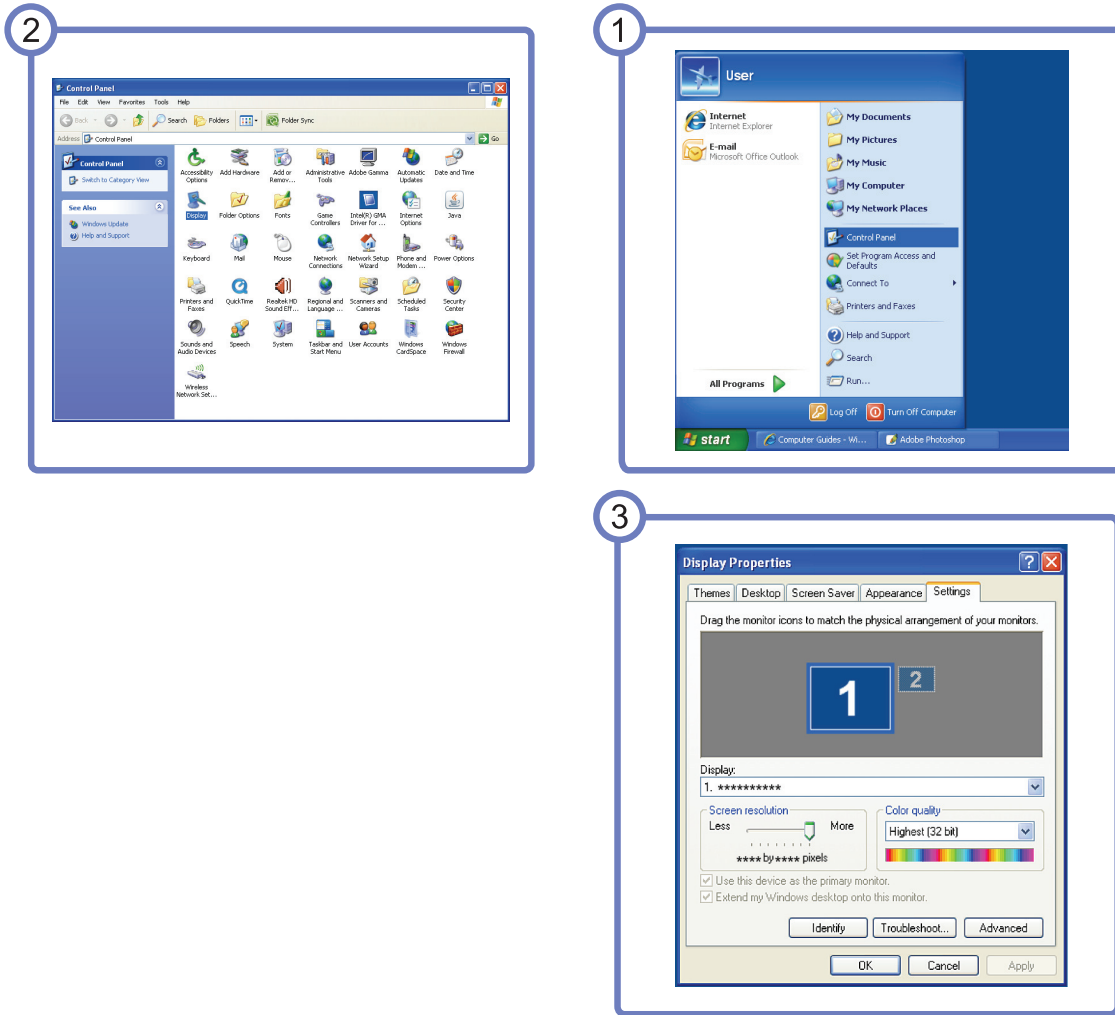 2
Control Panel
File Edit View Favorites Tools Help
Back Search Folders Folder Sync
Address Control Panel Go
Control Panel
Switch to Category View
See Also
Windows Update
Help and Support
Accessibility Options
Add Hardware
Add or Remov...
Administrative Tools
Adobe Gamma
Automatic Updates
Date and Time
Display
Folder Options
Fonts
Game Controllers
Intel(R) GMA Driver for ...
Internet Options
Java
Keyboard
Mail
Mouse
Network Connections
Network Setup Wizard
Phone and Modem ...
Power Options
Printers and Faxes
QuickTime
Realtek HD Sound Eff...
Regional and Language ...
Scanners and Cameras
Scheduled Tasks
Security Center
Sounds and Audio Devices
Speech
System
Taskbar and Start Menu
User Accounts
Windows CardSpace
Windows Firewall
Wireless Network Set...
1
User
Internet
Internet Explorer
E-mail
Microsoft Office Outlook
All Programs
My Documents
My Pictures
My Music
My Computer
My Network Places
Control Panel
Set Program Access and
Defaults
Connect To
Printers and Faxes
Help and Support
Search
Run...
Log Off Turn Off Computer
start Computer Guides - Wi... Adobe Photoshop
3
Display Properties
Themes Desktop Screen Saver Appearance Settings
Drag the monitor icons to match the physical arrangement of your monitors.
1 2
Display:
1. **********
Screen resolution Color quality
Less More Highest (32 bit)
**** by **** pixels
Use this device as the primary monitor.
Extend my Windows desktop onto this monitor.
Identify Troubleshoot... Advanced
OK Cancel Apply